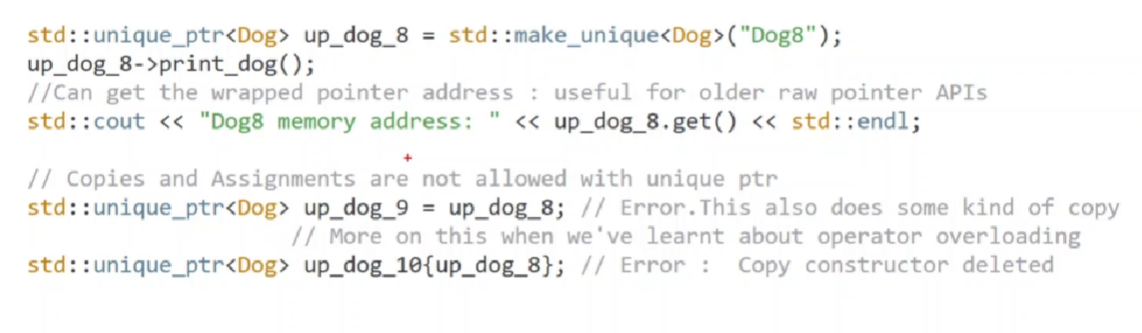 std::unique_ptr<Dog> up_dog_8 = std::make_unique<Dog>("Dog8");
up_dog_8->print_dog();
//Can get the wrapped pointer address : useful for older raw pointer APIs
std::cout << "Dog8 memory address: " << up_dog_8.get() << std::endl;
// Copies and Assignments are not allowed with unique ptr
std::unique_ptr<Dog> up_dog_9 = up_dog_8; // Error.This also does some kind of copy
// More on this when we've learnt about operator overloading
std::unique_ptr<Dog> up_dog_10{up_dog_8}; // Error :  Copy constructor deleted